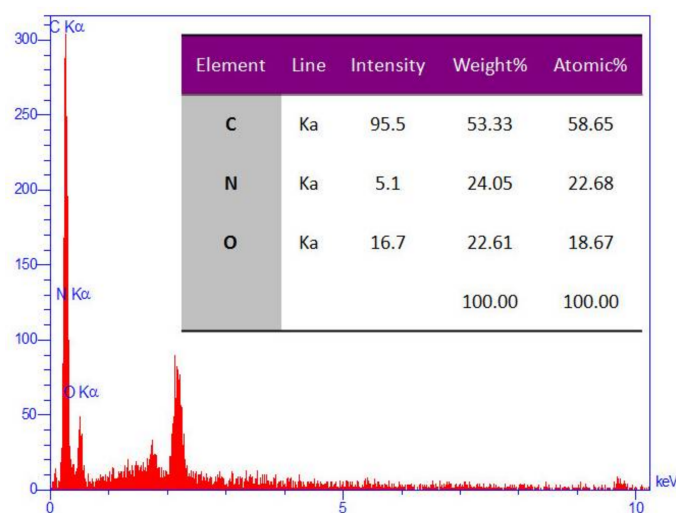 C Kα
300
250
200
150
100
50
0
N Kα
O Kα
0
5
10
keV
Element Line Intensity Weight% Atomic%
C Ka 95.5 53.33 58.65
N Ka 5.1 24.05 22.68
O Ka 16.7 22.61 18.67
100.00 100.00